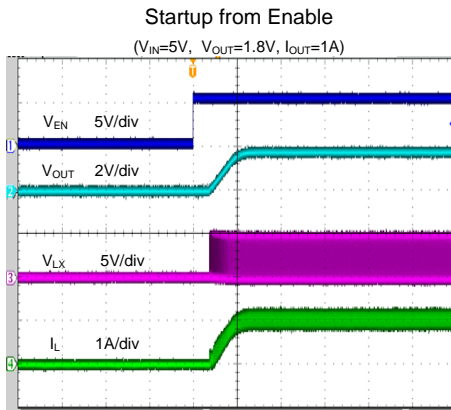 Startup from Enable
(VIN=5V, VOUT=1.8V, IOUT=1A)
T
VEN 5V/div
1
VOUT 2V/div
2
VLX 5V/div
3
IL 1A/div
4